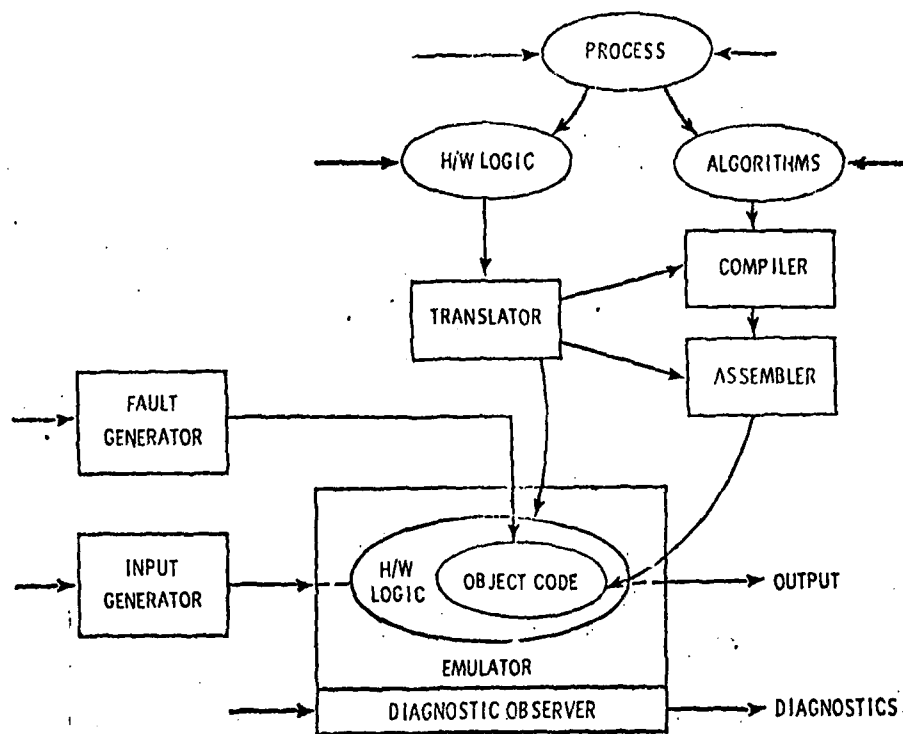 PROCESS
H/W LOGIC
ALGORITHMS
COMPILER
TRANSLATOR
ASSEMBLER
FAULT
GENERATOR
INPUT
GENERATOR
H/W
LOGIC
OBJECT CODE
OUTPUT
EMULATOR
DIAGNOSTIC OBSERVER
DIAGNOSTICS